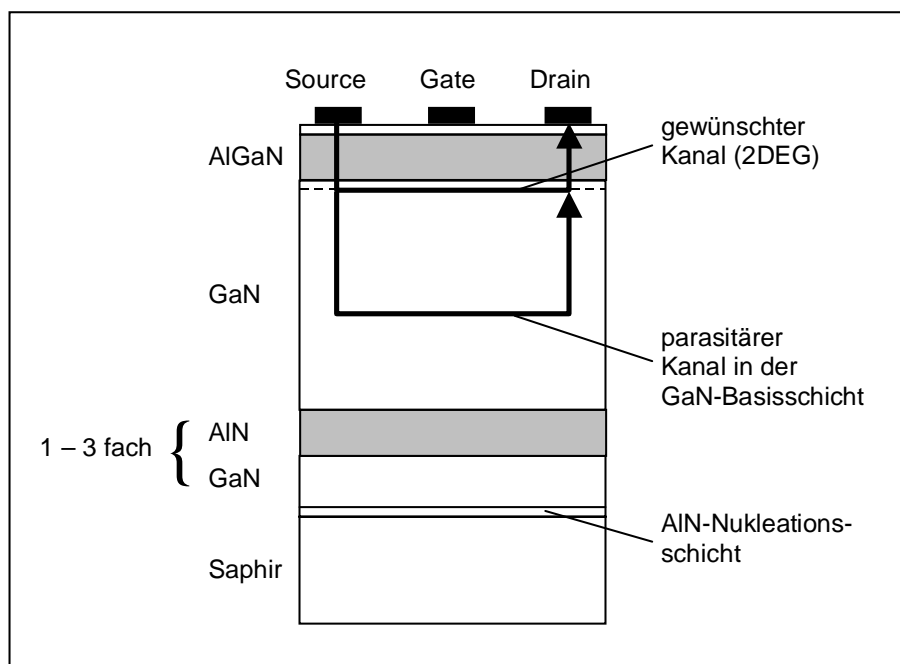 Source Gate Drain
gewünschter
Kanal (2DEG)
AlGaN
GaN
parasitärer
Kanal in der
GaN-Basisschicht
1 – 3 fach {
AlN
GaN
AlN-Nukleations-
schicht
Saphir